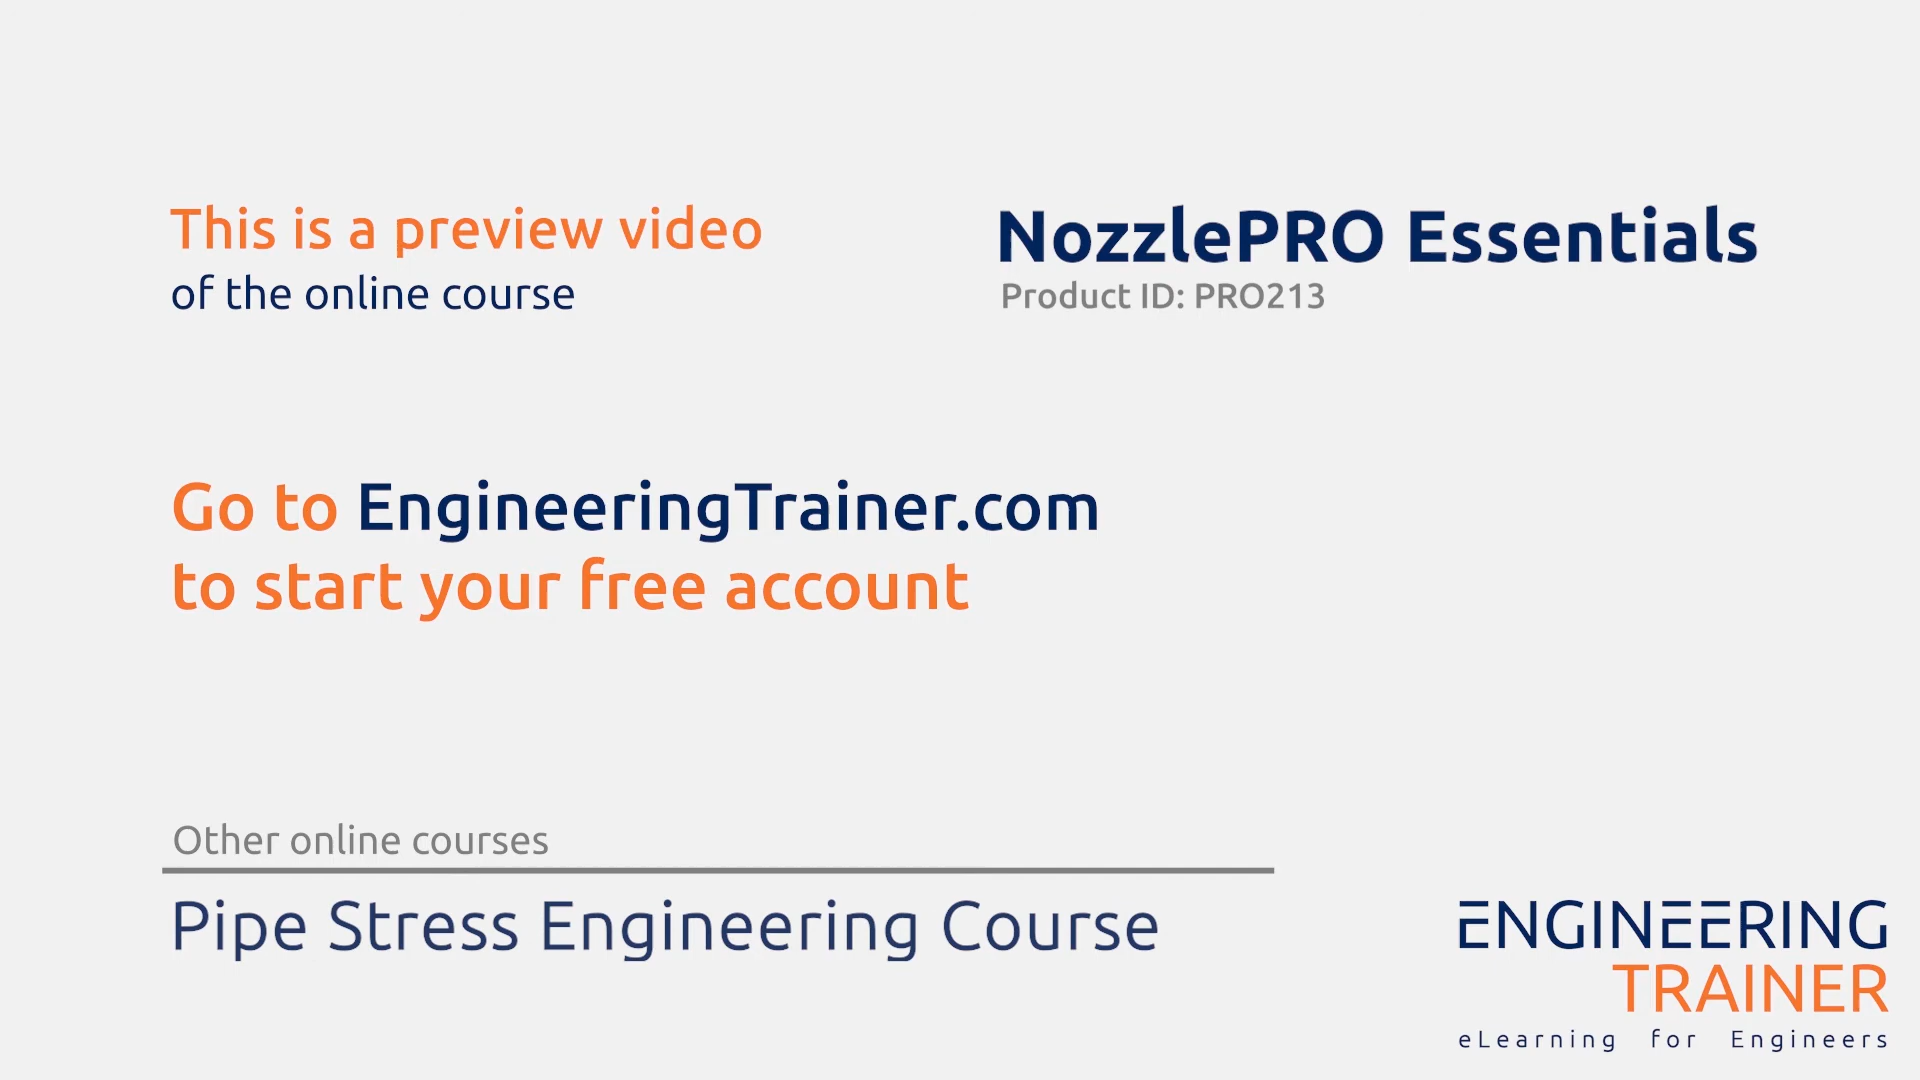 This is a preview video
of the online course
NozzlePRO Essentials
Product ID: PRO213
Go to EngineeringTrainer.com
to start your free account
Other online courses
Pipe Stress Engineering Course
ENGINEERING
TRAINER
eLearning for Engineers